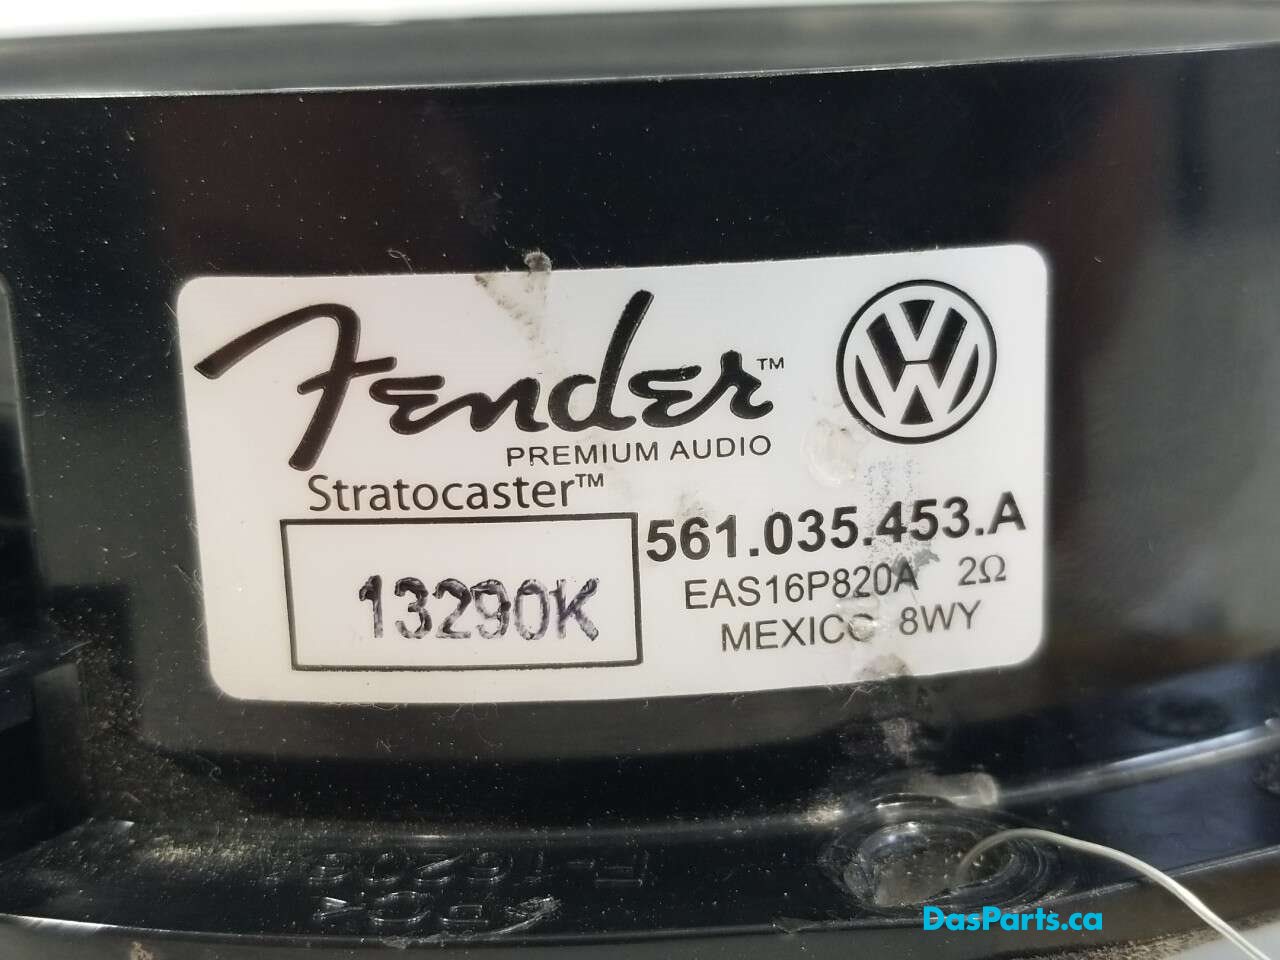 Fender™
PREMIUM AUDIO
Stratocaster™
561.035.453.A
13290K
EAS16P820A 2Ω
MEXICO 8WY
DasParts.ca